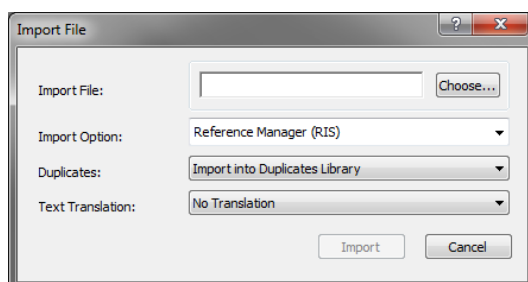 Import File
Import File: Choose...
Import Option: Reference Manager (RIS)
Duplicates: Import into Duplicates Library
Text Translation: No Translation
Import Cancel